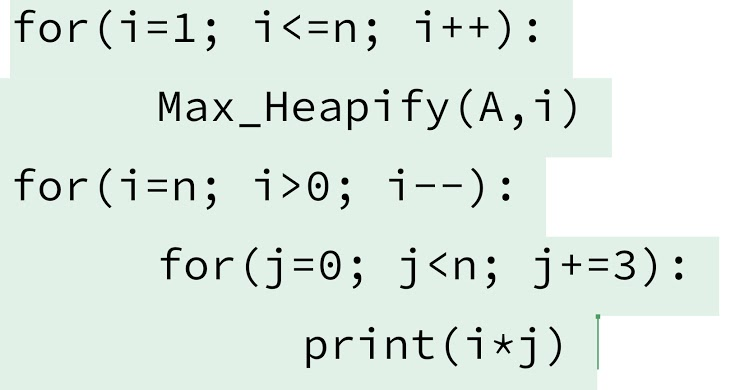 for(i=1; i<=n; i++):
Max_Heapify(A,i)
for(i=n; i>0; i--):
for(j=0; j<n; j+=3):
print(i*j)